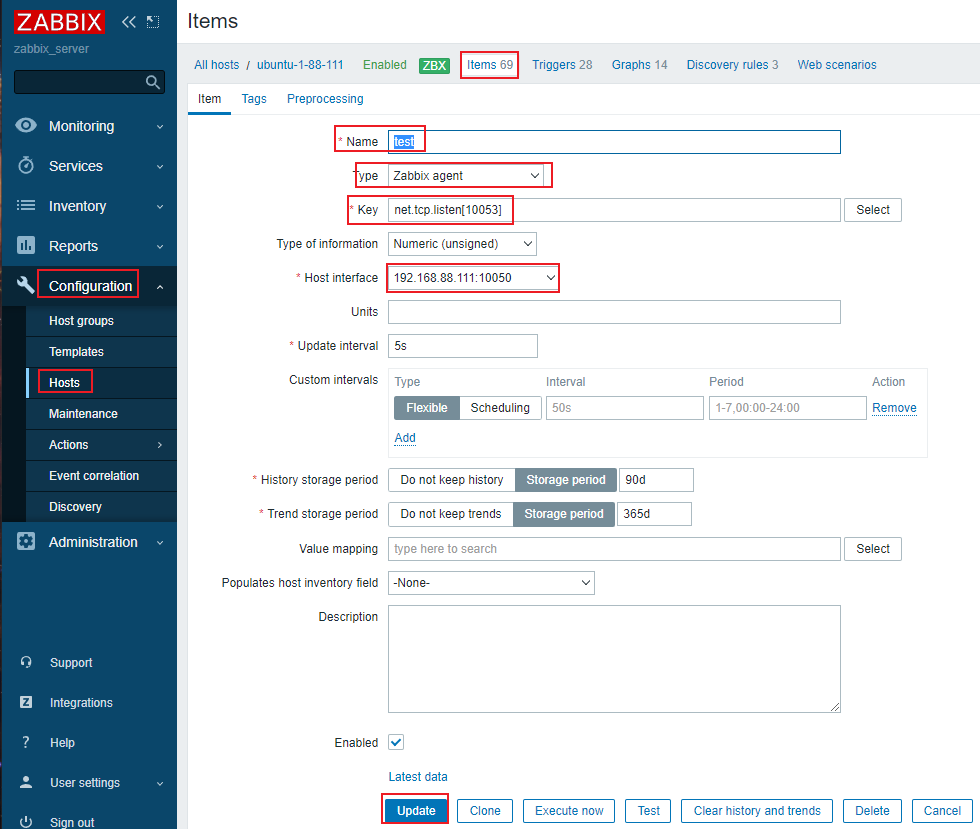 ZABBIX
zabbix_server
Monitoring
Services
Inventory
Reports
Configuration
Host groups
Templates
Hosts
Maintenance
Actions
Event correlation
Discovery
Administration
Support
Integrations
Help
User settings
Sign out
Items
All hosts / ubuntu-1-88-111 Enabled ZBX Items 69 Triggers 28 Graphs 14 Discovery rules 3 Web scenarios
Item Tags Preprocessing
* Name test
Type Zabbix agent
* Key net.tcp.listen[10053] Select
Type of information Numeric (unsigned)
* Host interface 192.168.88.111:10050
Units
* Update interval 5s
Custom intervals Type Interval Period Action
Flexible Scheduling 50s 1-7,00:00-24:00 Remove
Add
* History storage period Do not keep history Storage period 90d
* Trend storage period Do not keep trends Storage period 365d
Value mapping type here to search Select
Populates host inventory field -None-
Description
Enabled
Latest data
Update Clone Execute now Test Clear history and trends Delete Cancel